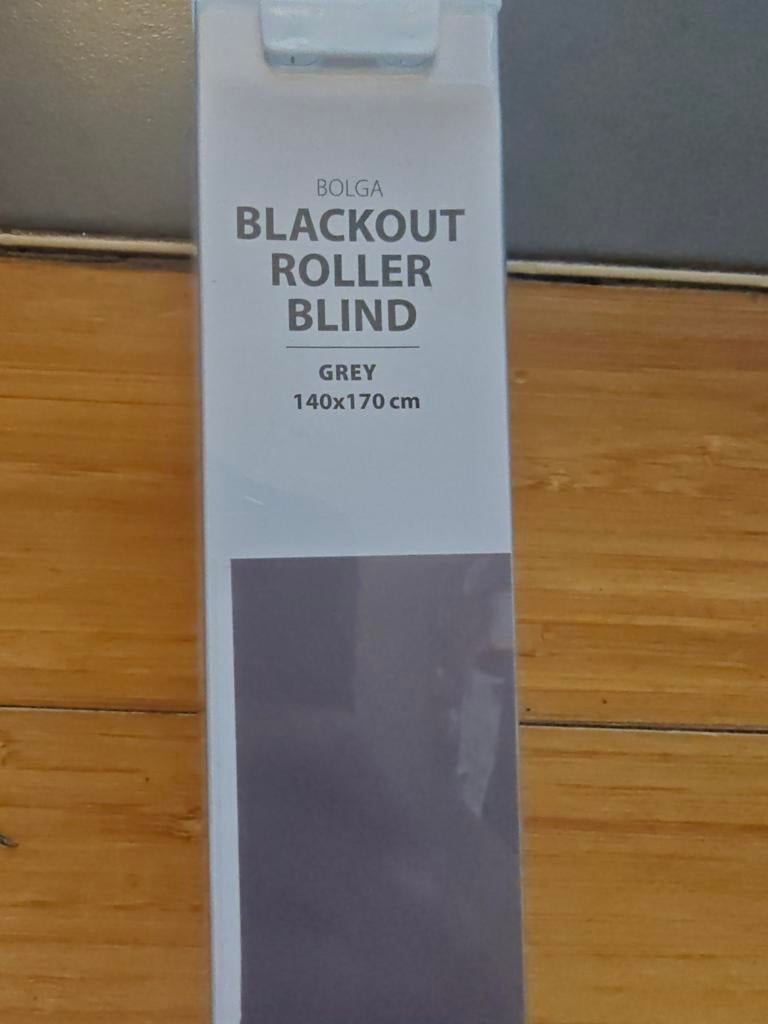 BOLGA
BLACKOUT
ROLLER
BLIND
GREY
140x170 cm